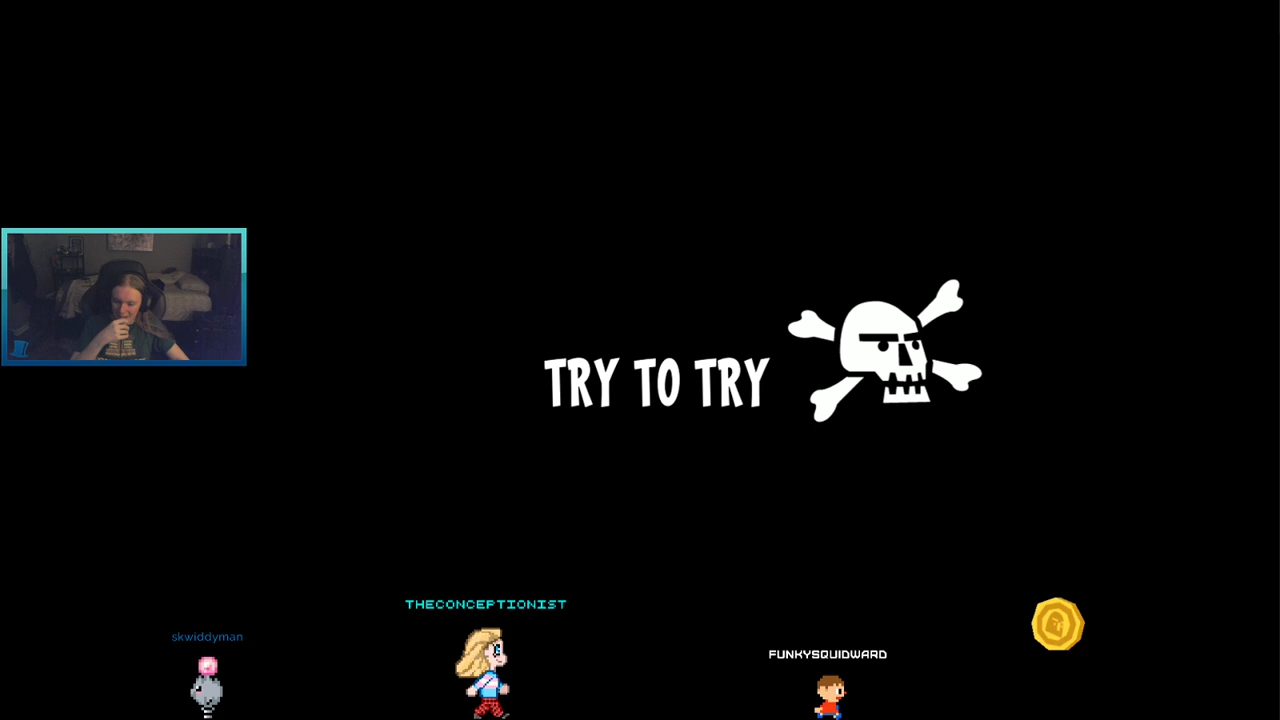 TRY TO TRY
THECONCEPTIONIST
skwiddyman
FUNKYSQUIDWARD